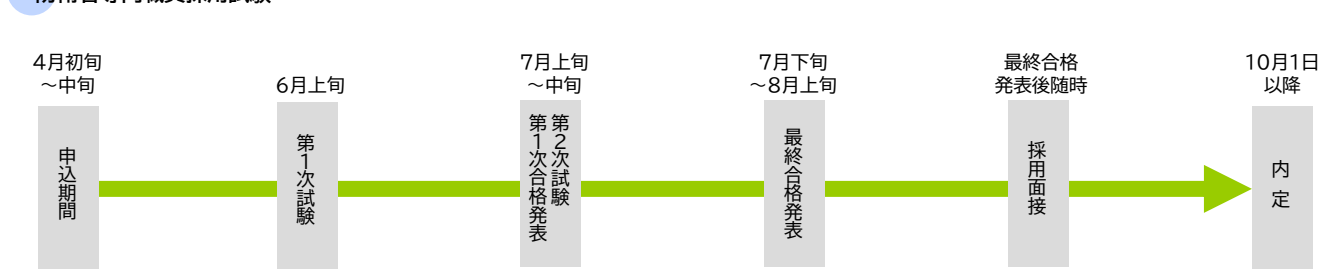 4月初旬
～中旬
申込期間
6月上旬
第1次試験
7月上旬
～中旬
第2次試験
第1次合格発表
7月下旬
～8月上旬
最終合格発表
最終合格
発表後随時
採用面接
10月1日
以降
内定